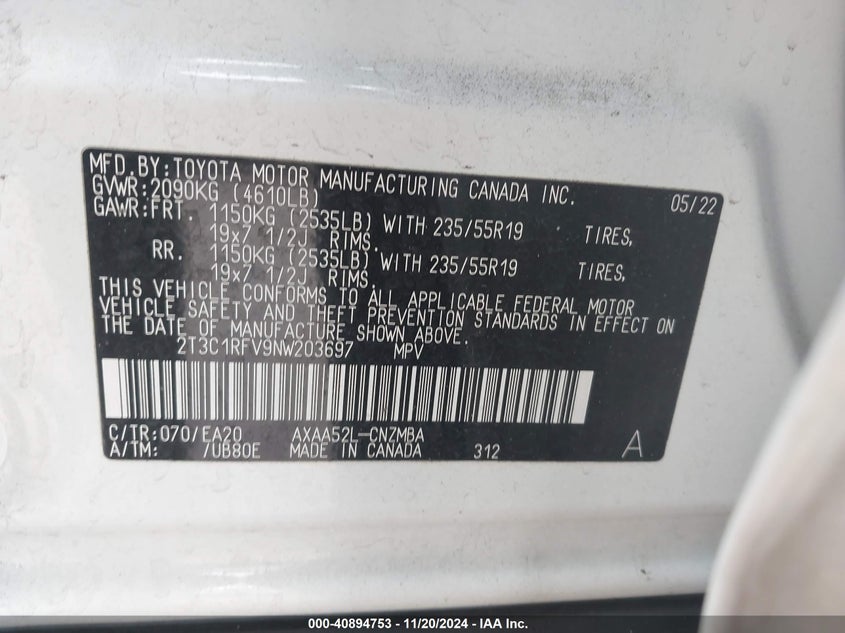 MFD.BY:TOYOTA MOTOR MANUFACTURING CANADA INC. 05/22
GVWR:2090KG (4610LB)
GAWR:FRT. 1150KG (2535LB) WITH 235/55R19 TIRES,
19x7 1/2J RIMS.
RR. 1150KG (2535LB) WITH 235/55R19 TIRES,
19x7 1/2J RIMS.
THIS VEHICLE CONFORMS TO ALL APPLICABLE FEDERAL MOTOR
VEHICLE SAFETY AND THEFT PREVENTION STANDARDS IN EFFECT ON
THE DATE OF MANUFACTURE SHOWN ABOVE.
2T3C1RFV9NW203697 MPV
C/TR:070/EA20 AXAA52L-CNZMBA
A/TM: /UB80E MADE IN CANADA 312 A
000-40894753 - 11/20/2024 - IAA Inc.